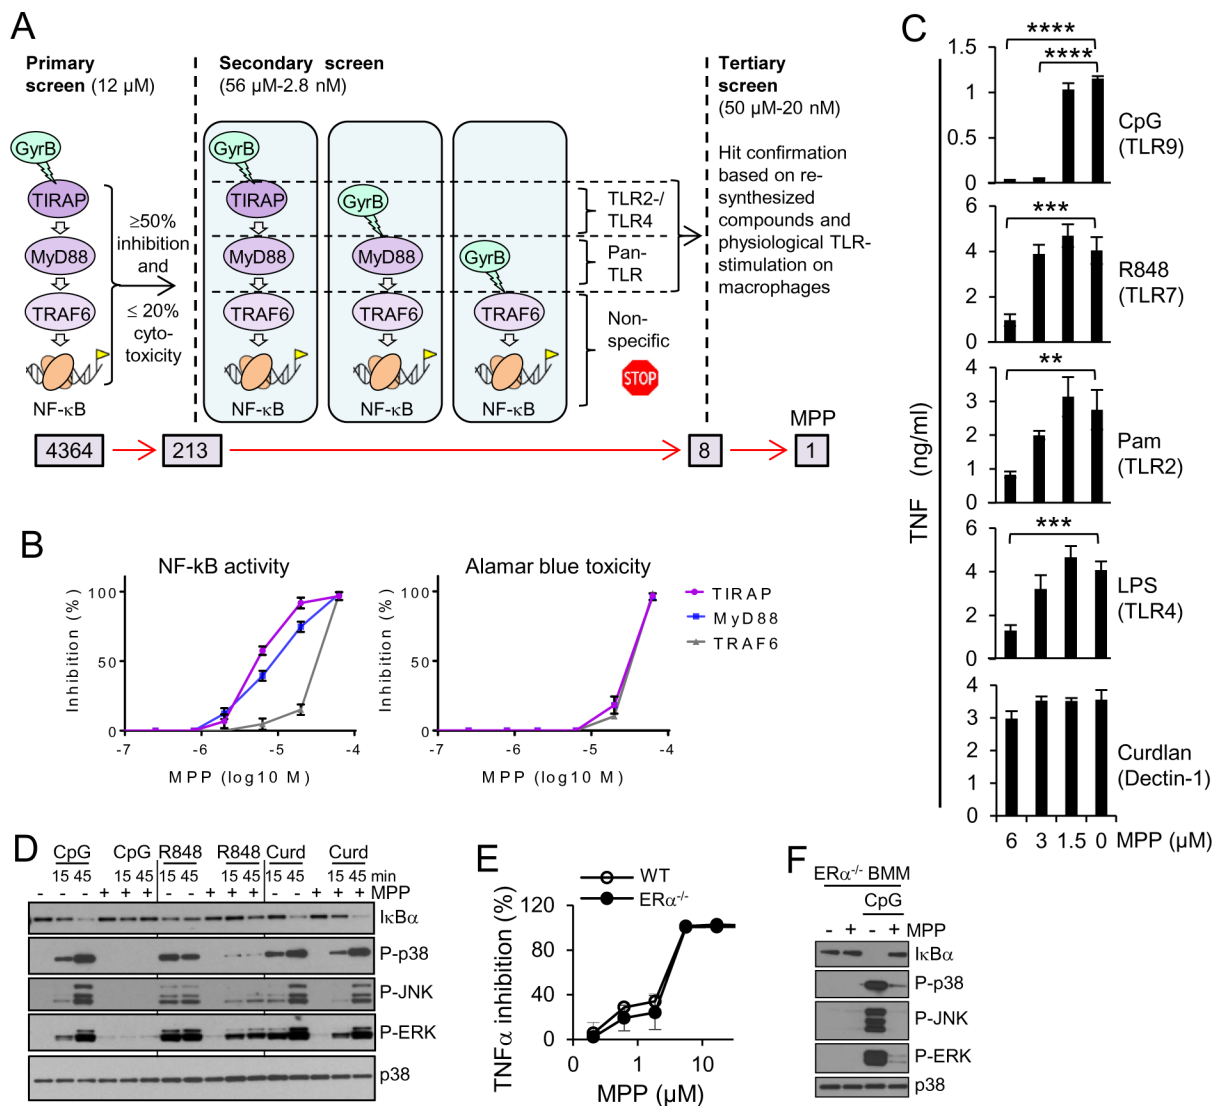 A
Primary
screen (12 µM)
Secondary screen
(56 µM-2.8 nM)
Tertiary
screen
(50 µM-20 nM)
GyrB
TIRAP
MyD88
TRAF6
NF-κB
≥50%
inhibition
and
≤ 20%
cyto-
toxicity
GyrB
TIRAP
MyD88
TRAF6
NF-κB
GyrB
MyD88
TRAF6
NF-κB
GyrB
TRAF6
NF-κB
TLR2-/
TLR4
Pan-
TLR
Non-
specific
STOP
Hit confirmation
based on re-
synthesized
compounds and
physiological TLR-
stimulation on
macrophages
MPP
4364
213
8
1
B
NF-kB activity
Inhibition (%)
100
50
0
-7 -6 -5 -4
MPP (log10 M)
Alamar blue toxicity
Inhibition (%)
100
50
0
-7 -6 -5 -4
MPP (log10 M)
TIRAP
MyD88
TRAF6
C
TNF (ng/ml)
****
****
1.5
1
0.5
0
CpG
(TLR9)
***
6
4
2
0
R848
(TLR7)
**
4
3
2
1
0
Pam
(TLR2)
***
6
4
2
0
LPS
(TLR4)
4
3
2
1
0
Curdlan
(Dectin-1)
6 3 1.5 0 MPP (µM)
D
CpG CpG R848 R848 Curd Curd
15 45 15 45 15 45 15 45 15 45 15 45 min
- - - + + + - - + + + - - + + + MPP
IκBα
P-p38
P-JNK
P-ERK
p38
E
WT
ERα-/-
TNFα inhibition (%)
120
80
40
0
0 1 10
MPP (µM)
F
ERα-/- BMM
CpG
- + - + MPP
IκBα
P-p38
P-JNK
P-ERK
p38